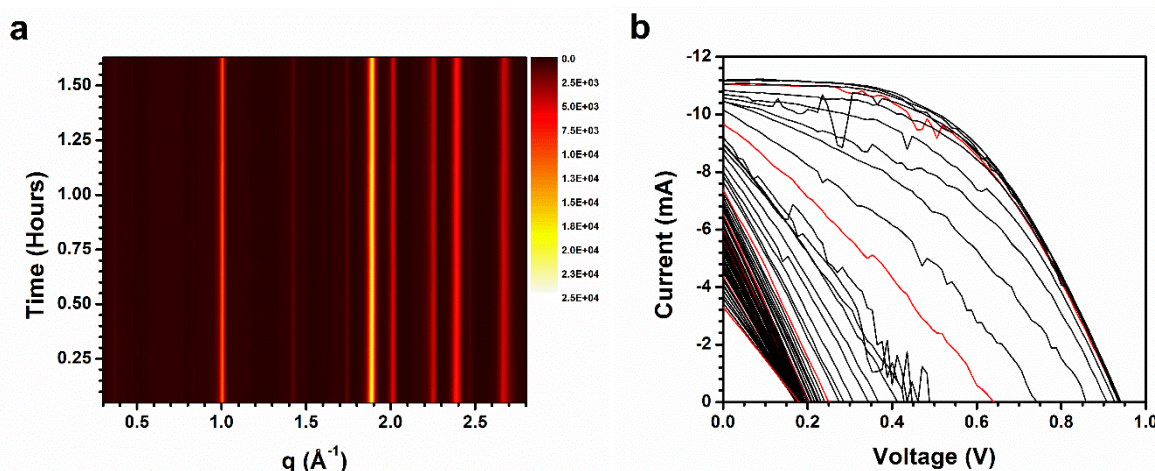 a
Time (Hours)
1.50
1.25
1.00
0.75
0.50
0.25
0.5 1.0 1.5 2.0 2.5
q (Å⁻¹)
0.0
2.5E+03
5.0E+03
7.5E+03
1.0E+04
1.3E+04
1.5E+04
1.8E+04
2.0E+04
2.3E+04
2.5E+04
b
Current (mA)
-12
-10
-8
-6
-4
-2
0
0.0 0.2 0.4 0.6 0.8 1.0
Voltage (V)